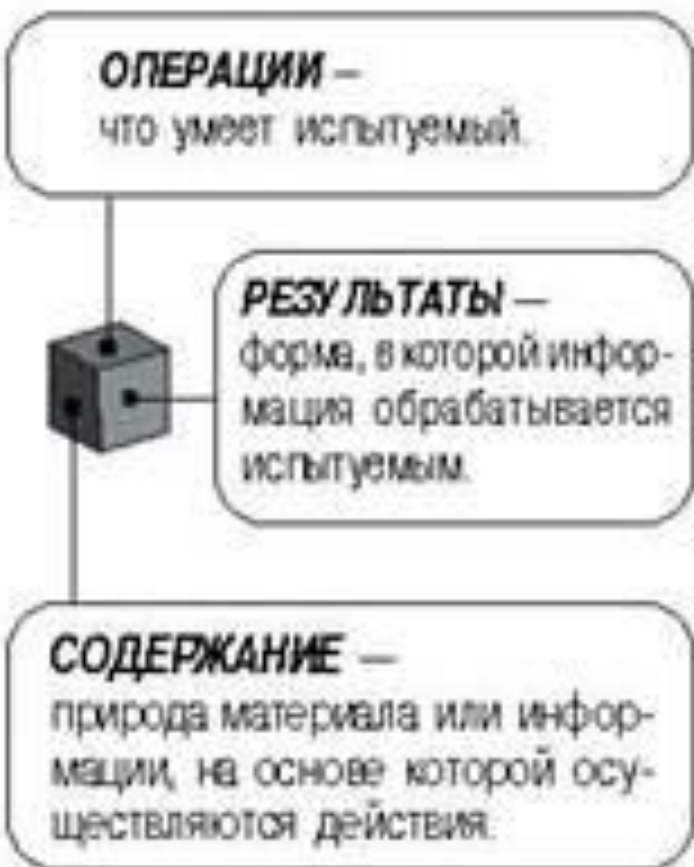 ОПЕРАЦИИ –
что умеет испытуемый.
РЕЗУЛЬТАТЫ –
форма, в которой инфор-
мация обрабатывается
испытуемым.
СОДЕРЖАНИЕ –
природа материала или инфор-
мации, на основе которой осу-
ществляются действия.